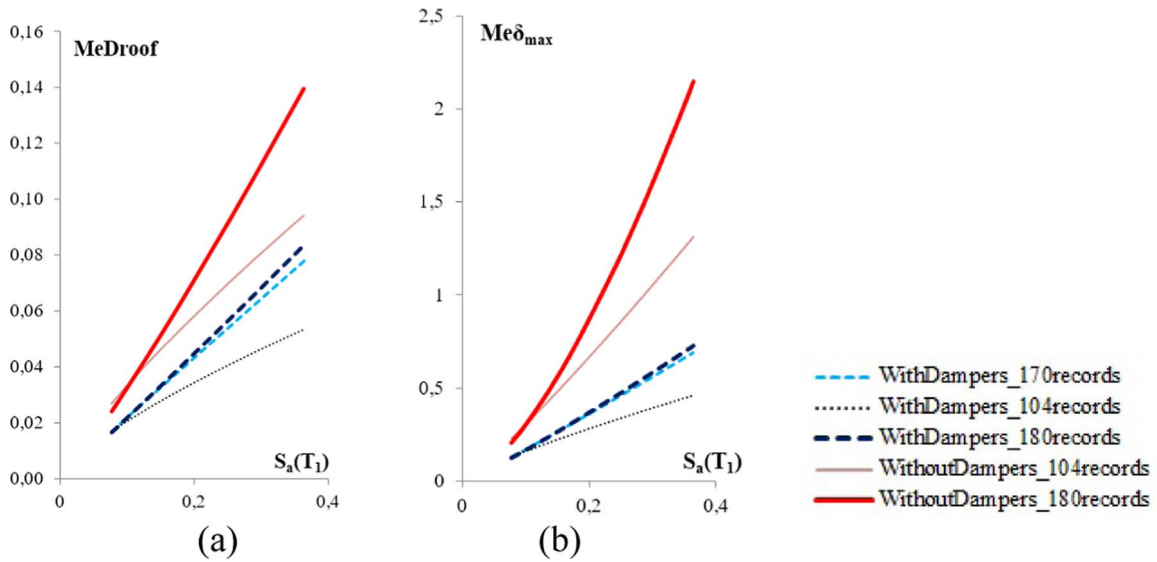 0,16
MeDroof
0,14
0,12
0,10
0,08
0,06
0,04
0,02
0,00
Sa(T1)
0
0,2
0,4
(a)
2,5
Meδmax
2
1,5
1
0,5
0
Sa(T1)
0
0,2
0,4
(b)
WithDampers_170records
WithDampers_104records
WithDampers_180records
WithoutDampers_104records
WithoutDampers_180records